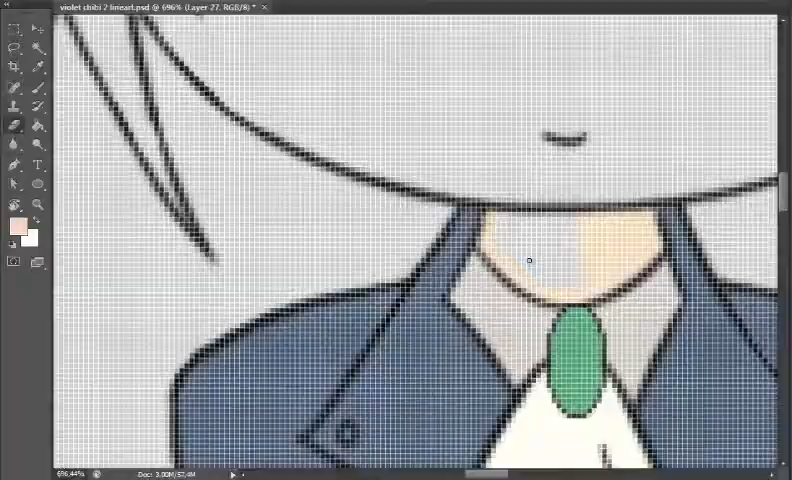 violet chibi 2 lineart.psd @ 696% (Layer 27, RGB/8) * ×
T
696,44% Doc: 3,00M/57,4M